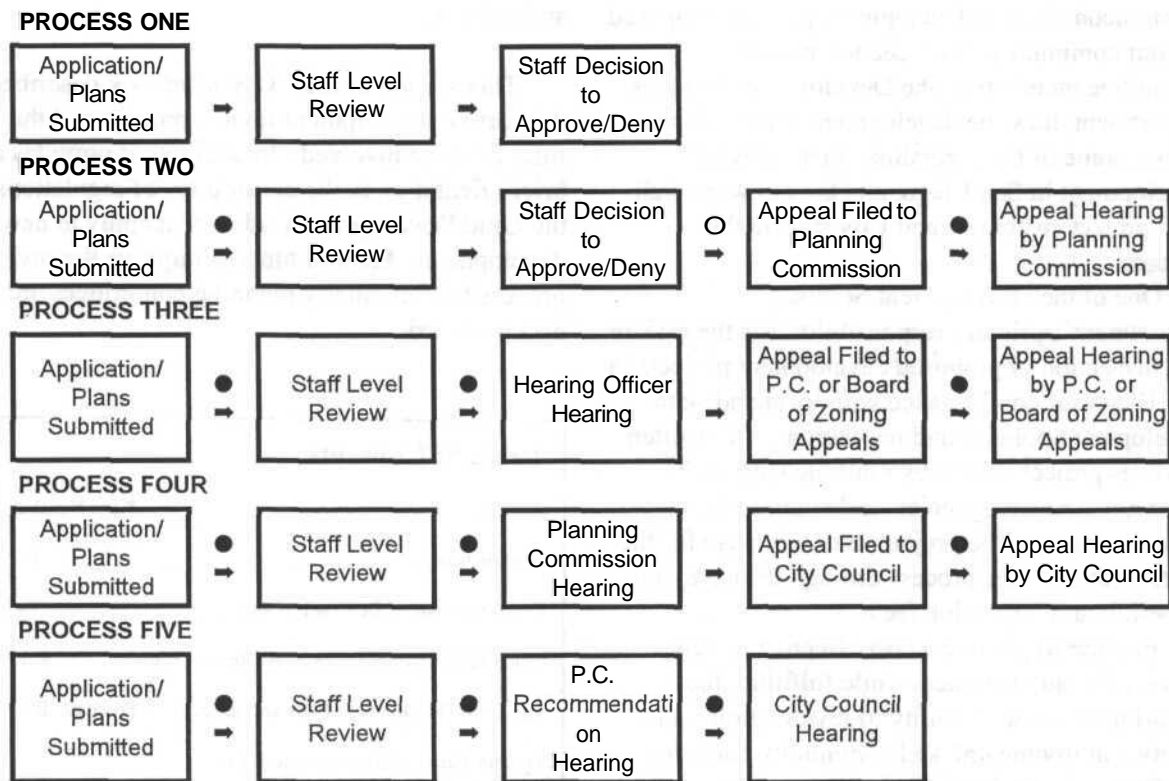 PROCESS ONE
Application/
Plans
Submitted
Staff Level
Review
Staff Decision
to
Approve/Deny
PROCESS TWO
Application/
Plans
Submitted
Staff Level
Review
Staff Decision
to
Approve/Deny
Appeal Filed to
Planning
Commission
Appeal Hearing
by Planning
Commission
PROCESS THREE
Application/
Plans
Submitted
Staff Level
Review
Hearing Officer
Hearing
Appeal Filed to
P.C. or Board
of Zoning
Appeals
Appeal Hearing
by P.C. or
Board of Zoning
Appeals
PROCESS FOUR
Application/
Plans
Submitted
Staff Level
Review
Planning
Commission
Hearing
Appeal Filed to
City Council
Appeal Hearing
by City Council
PROCESS FIVE
Application/
Plans
Submitted
Staff Level
Review
P.C.
Recommendati
on
Hearing
City Council
Hearing